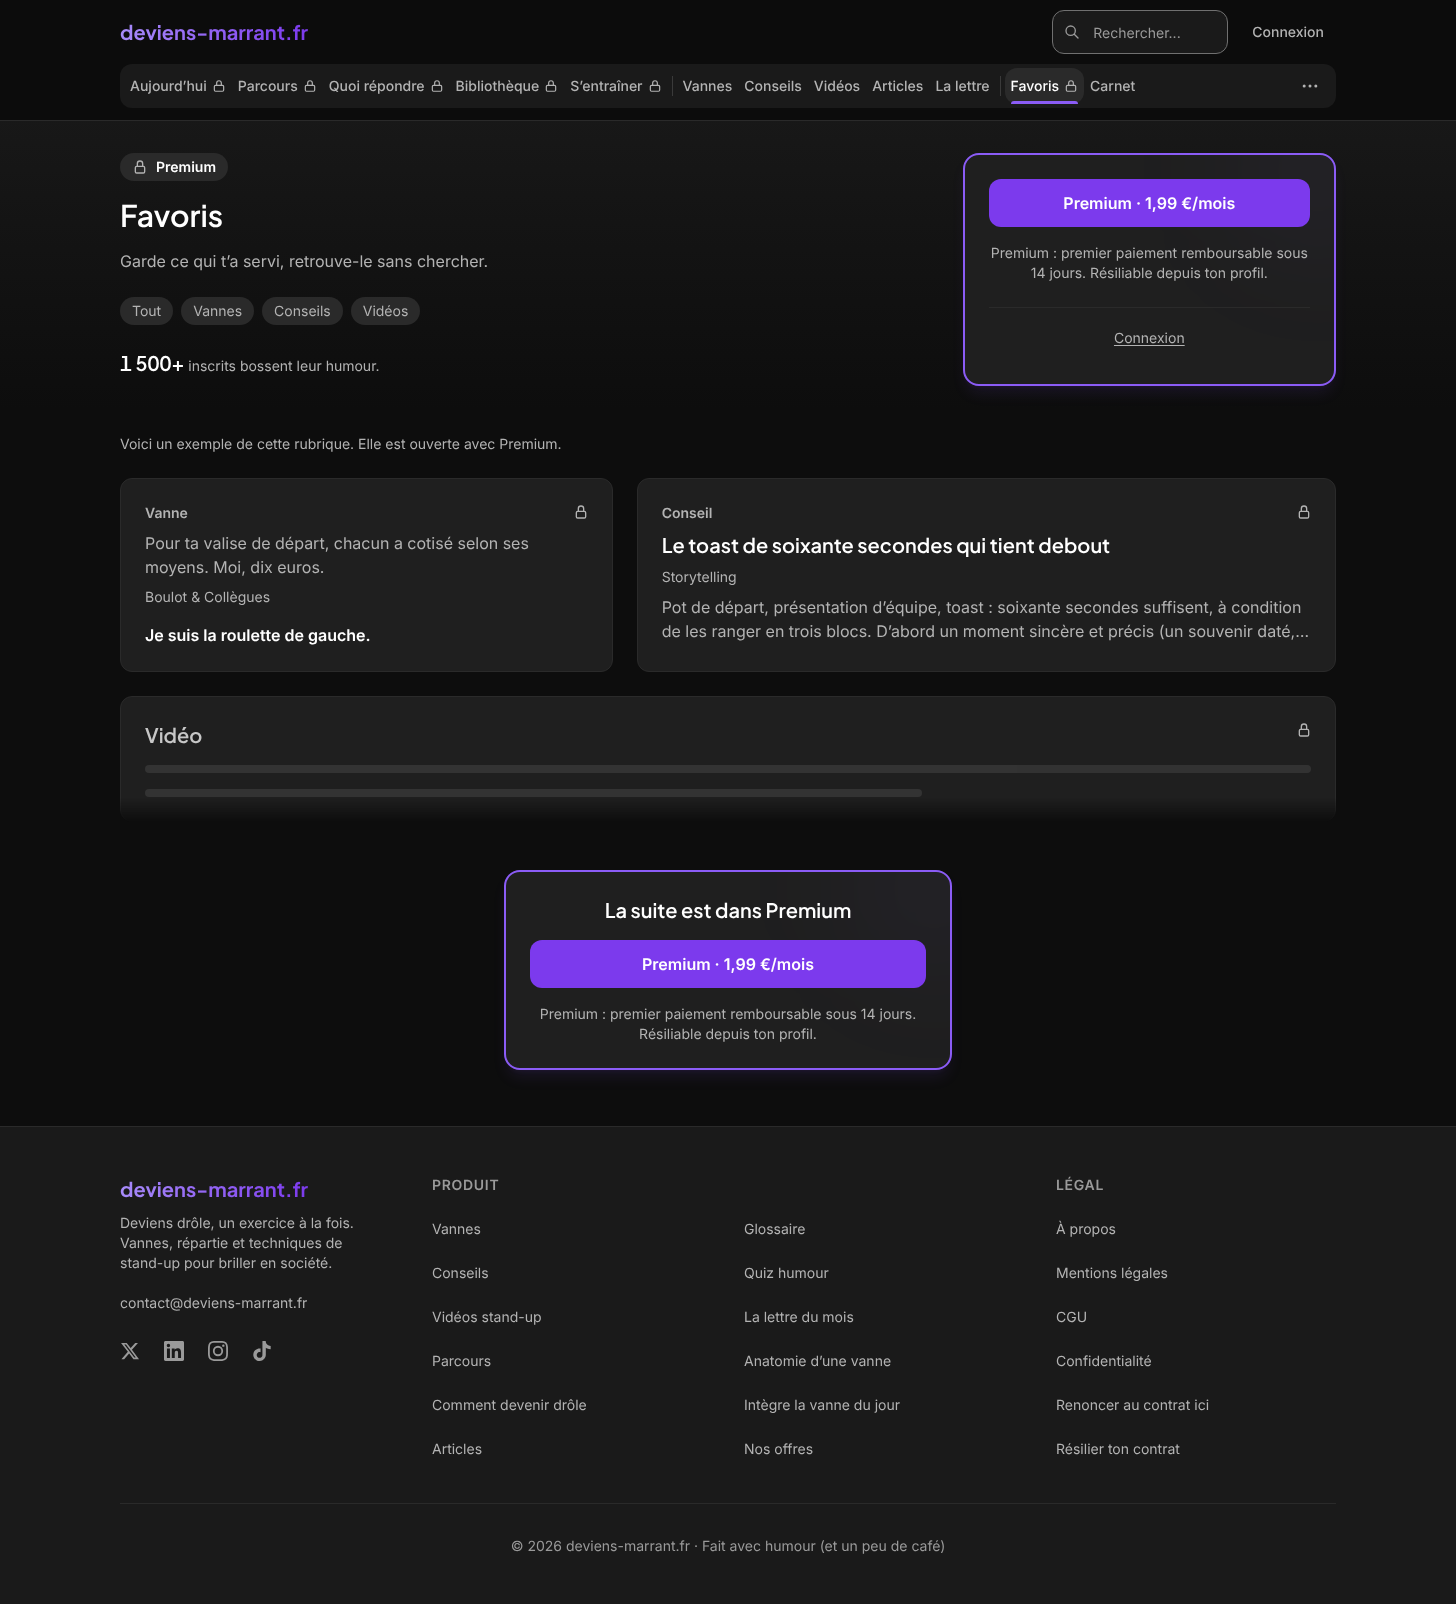 deviens-marrant.fr
Rechercher...
Connexion
Aujourd’hui
Parcours
Quoi répondre
Bibliothèque
S’entraîner
Vannes
Conseils
Vidéos
Articles
La lettre
Favoris
Carnet
Premium
Favoris
Garde ce qui t’a servi, retrouve-le sans chercher.
Tout
Vannes
Conseils
Vidéos
1 500+ inscrits bossent leur humour.
Premium · 1,99 €/mois
Premium : premier paiement remboursable sous
14 jours. Résiliable depuis ton profil.
Connexion
Voici un exemple de cette rubrique. Elle est ouverte avec Premium.
Vanne
Pour ta valise de départ, chacun a cotisé selon ses
moyens. Moi, dix euros.
Boulot & Collègues
Je suis la roulette de gauche.
Conseil
Le toast de soixante secondes qui tient debout
Storytelling
Pot de départ, présentation d’équipe, toast : soixante secondes suffisent, à condition
de les ranger en trois blocs. D’abord un moment sincère et précis (un souvenir daté,...
Vidéo
La suite est dans Premium
Premium · 1,99 €/mois
Premium : premier paiement remboursable sous 14 jours.
Résiliable depuis ton profil.
deviens-marrant.fr
Deviens drôle, un exercice à la fois.
Vannes, répartie et techniques de
stand-up pour briller en société.
contact@deviens-marrant.fr
PRODUIT
Vannes
Conseils
Vidéos stand-up
Parcours
Comment devenir drôle
Articles
Glossaire
Quiz humour
La lettre du mois
Anatomie d’une vanne
Intègre la vanne du jour
Nos offres
LÉGAL
À propos
Mentions légales
CGU
Confidentialité
Renoncer au contrat ici
Résilier ton contrat
© 2026 deviens-marrant.fr · Fait avec humour (et un peu de café)